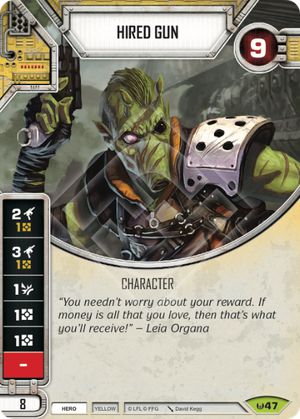 HIRED GUN
9
2
1
3
1
1
1
1
-
8
CHARACTER
“You needn’t worry about your reward. If
money is all that you love, then that’s what
you’ll receive!” – Leia Organa
HERO
YELLOW
© LFL © FFG
David Kegg
47